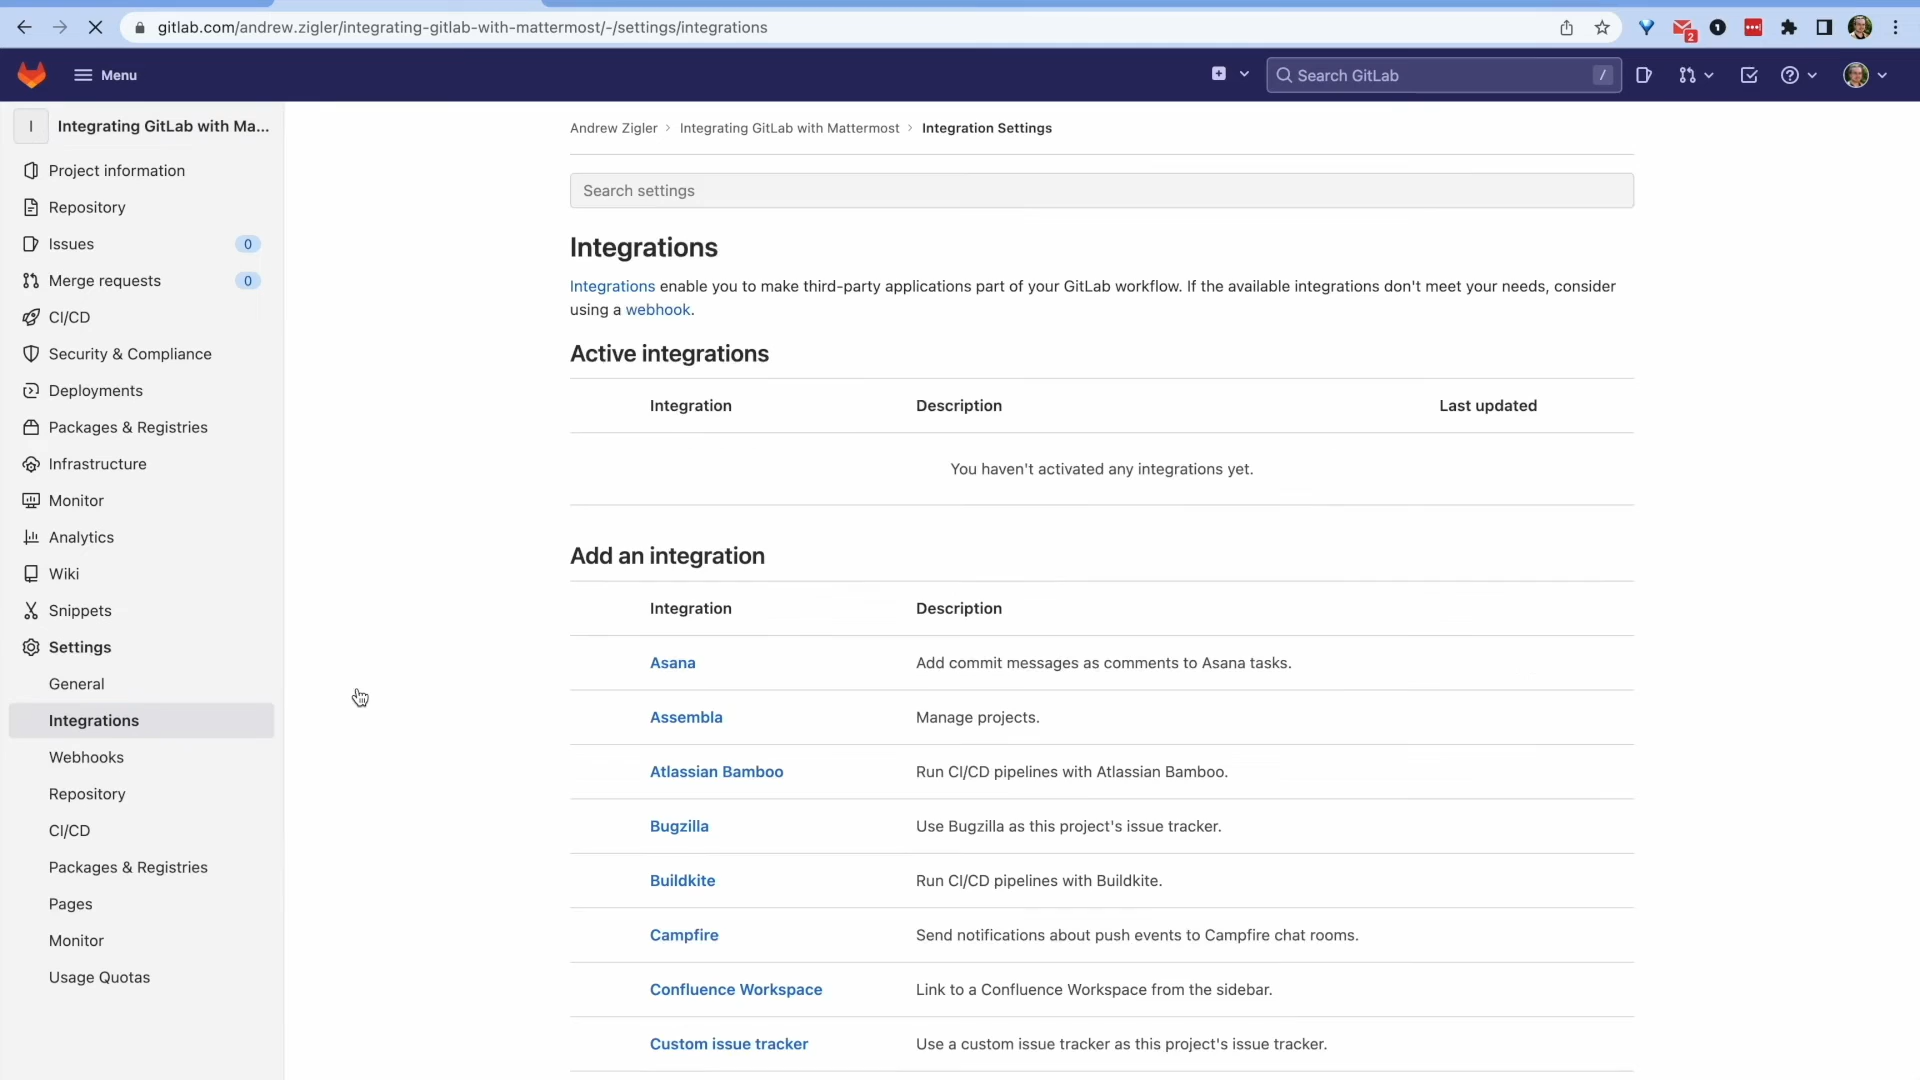 gitlab.com/andrew.zigler/integrating-gitlab-with-mattermost/-/settings/integrations
2
Menu
Search GitLab
/
I
Integrating GitLab with Ma...
Project information
Repository
Issues
0
Merge requests
0
CI/CD
Security & Compliance
Deployments
Packages & Registries
Infrastructure
Monitor
Analytics
Wiki
Snippets
Settings
General
Integrations
Webhooks
Repository
CI/CD
Packages & Registries
Pages
Monitor
Usage Quotas
Andrew Zigler > Integrating GitLab with Mattermost > Integration Settings
Search settings
Integrations
Integrations enable you to make third-party applications part of your GitLab workflow. If the available integrations don't meet your needs, consider
using a webhook.
Active integrations
Integration Description Last updated
You haven't activated any integrations yet.
Add an integration
Integration Description
Asana Add commit messages as comments to Asana tasks.
Assembla Manage projects.
Atlassian Bamboo Run CI/CD pipelines with Atlassian Bamboo.
Bugzilla Use Bugzilla as this project's issue tracker.
Buildkite Run CI/CD pipelines with Buildkite.
Campfire Send notifications about push events to Campfire chat rooms.
Confluence Workspace Link to a Confluence Workspace from the sidebar.
Custom issue tracker Use a custom issue tracker as this project's issue tracker.